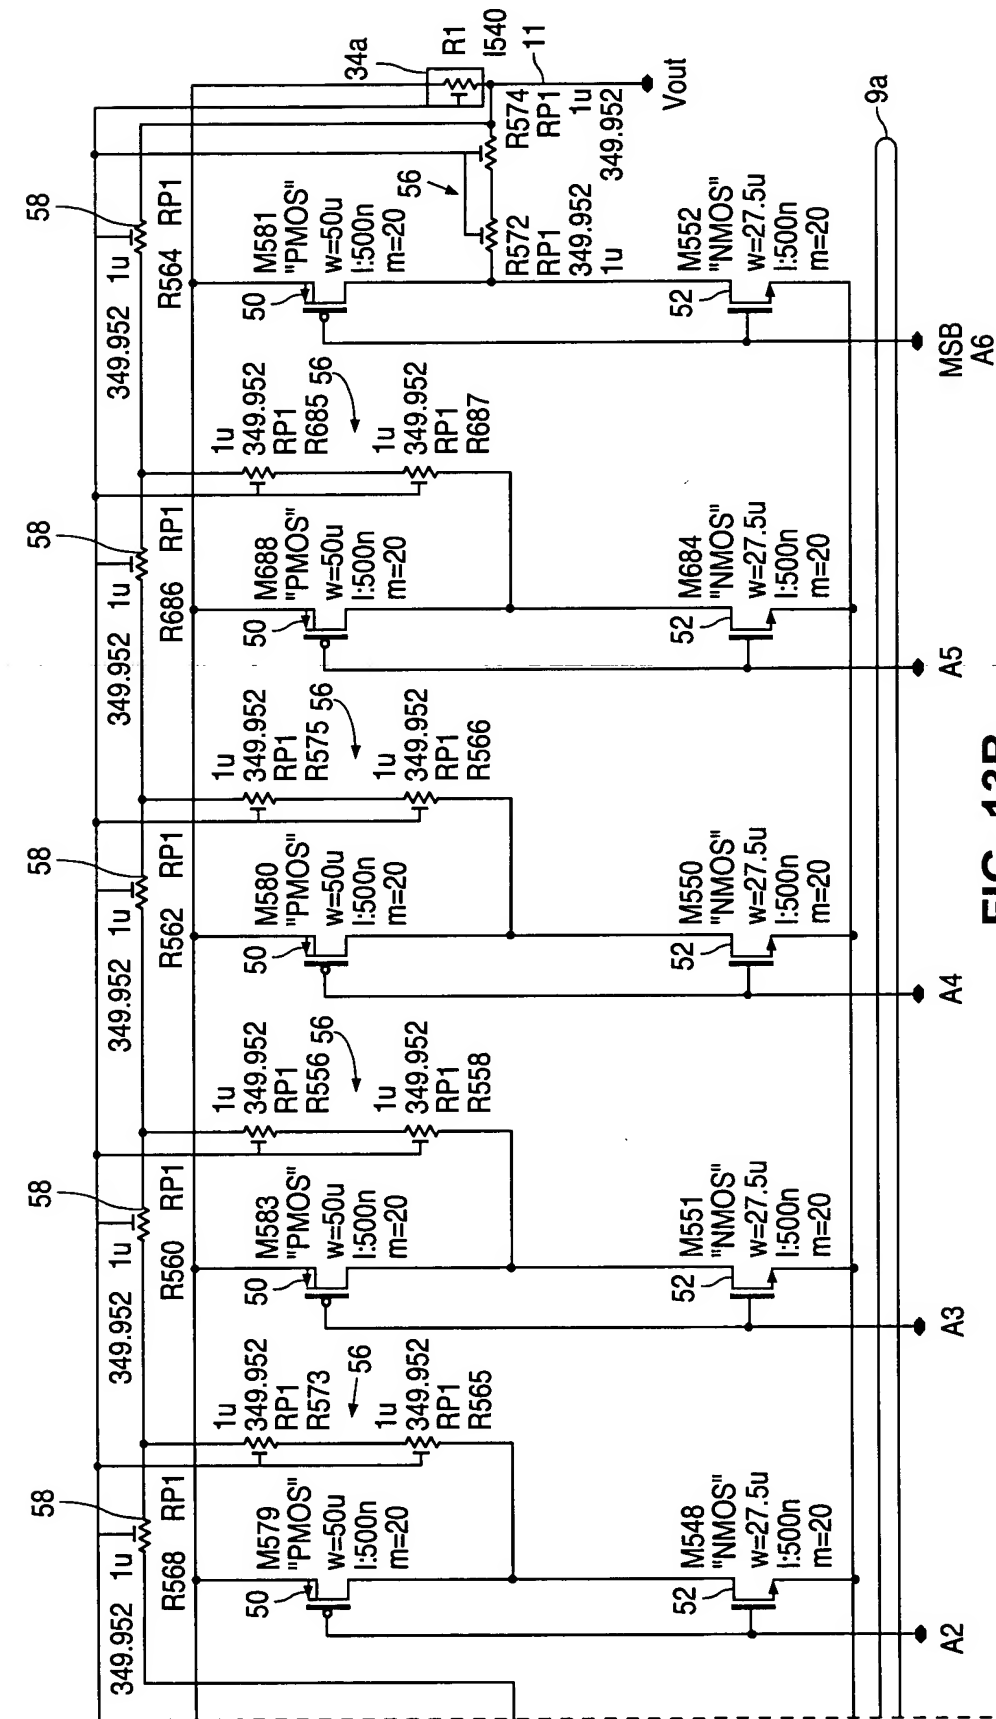 58
349.952
1u
R568
RP1
58
349.952
1u
R560
RP1
58
349.952
1u
R562
RP1
58
349.952
1u
R686
RP1
58
349.952
1u
R564
RP1
34a
R1
I540
11
Vout
50
M579
"PMOS"
w=50u
l:500n
m=20
1u
349.952
RP1
R573
56
1u
349.952
RP1
R565
50
M583
"PMOS"
w=50u
l:500n
m=20
1u
349.952
RP1
R556
56
1u
349.952
RP1
R558
50
M580
"PMOS"
w=50u
l:500n
m=20
1u
349.952
RP1
R575
56
1u
349.952
RP1
R566
50
M688
"PMOS"
w=50u
l:500n
m=20
1u
349.952
RP1
R685
56
1u
349.952
RP1
R687
50
M581
"PMOS"
w=50u
l:500n
m=20
56
R572
RP1
349.952
1u
R574
RP1
1u
349.952
52
M548
"NMOS"
w=27.5u
l:500n
m=20
52
M551
"NMOS"
w=27.5u
l:500n
m=20
52
M550
"NMOS"
w=27.5u
l:500n
m=20
52
M684
"NMOS"
w=27.5u
l:500n
m=20
52
M552
"NMOS"
w=27.5u
l:500n
m=20
9a
A2
A3
A4
A5
MSB
A6
FIG. 13B